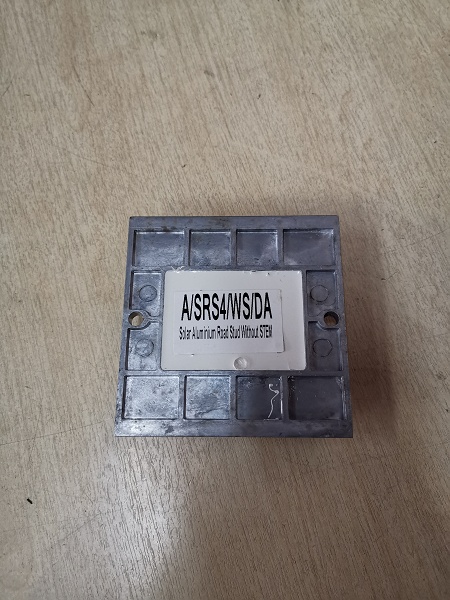 A/SRS4/WS/DA
Solar Aluminium Road Stud Without STEM